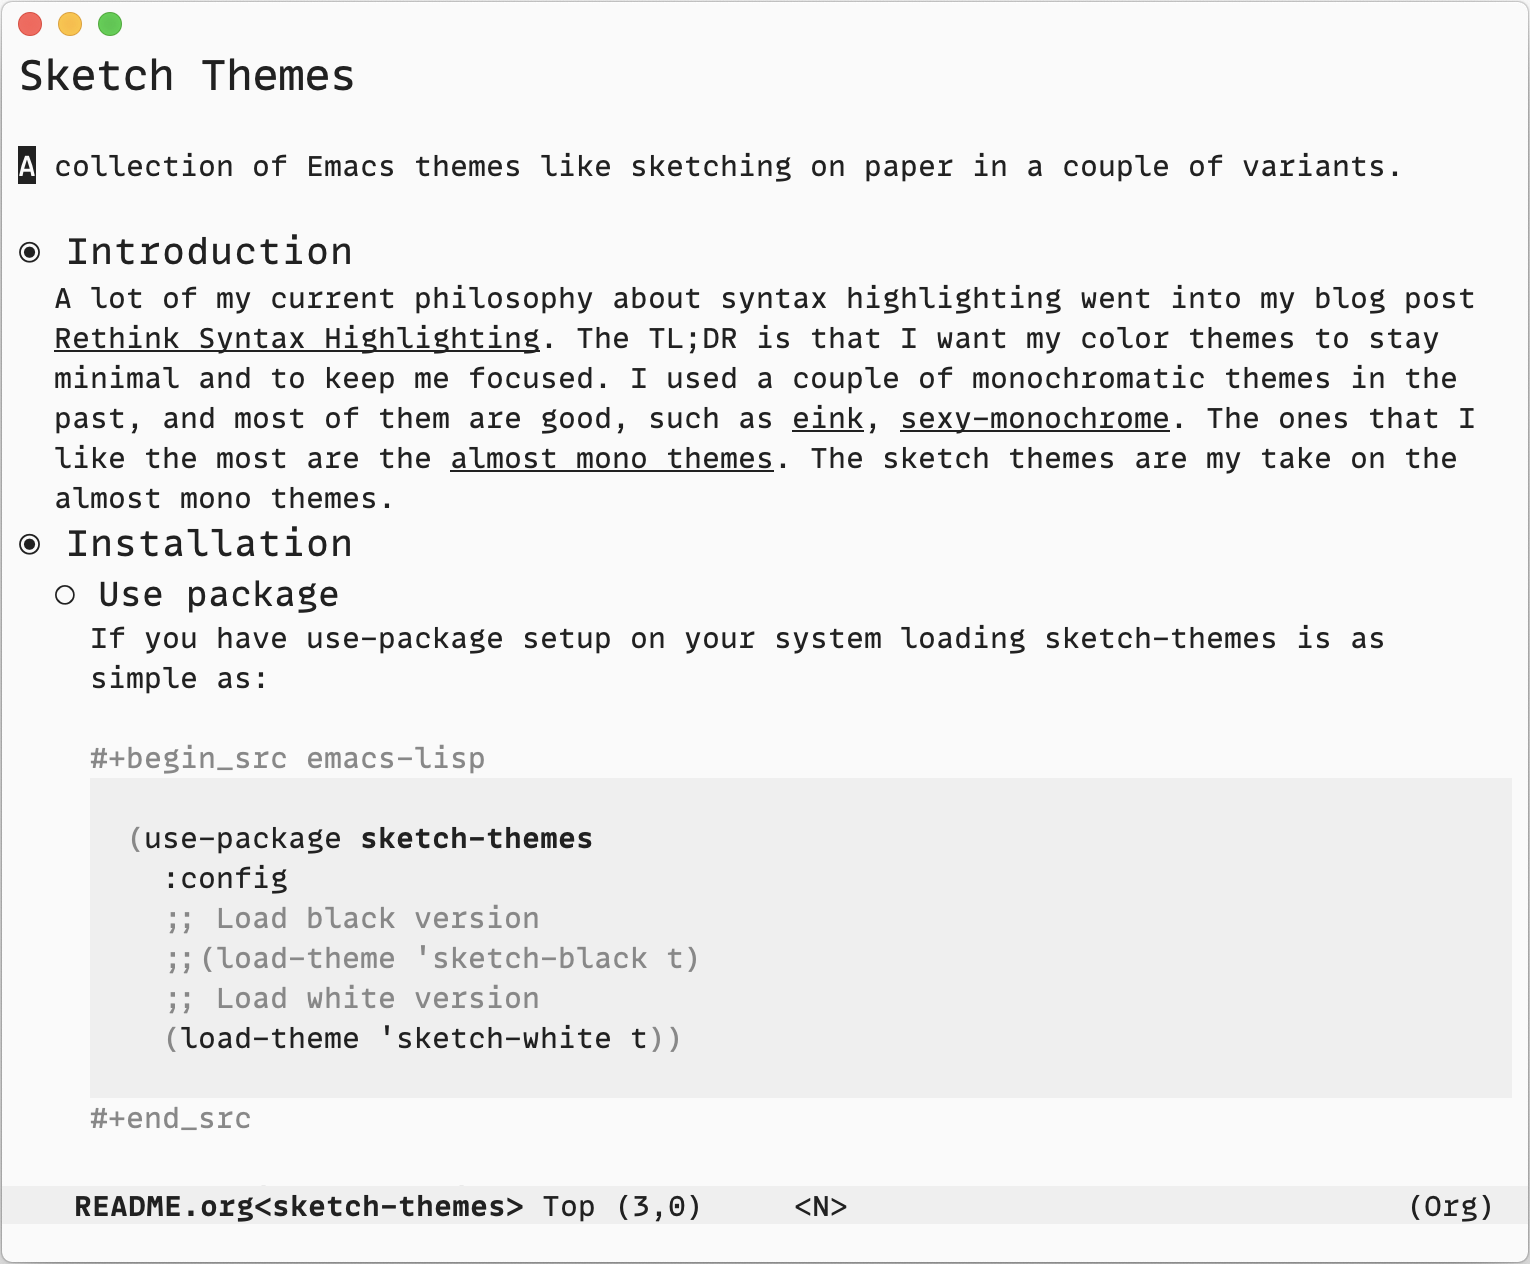 Sketch Themes
A collection of Emacs themes like sketching on paper in a couple of variants.
Introduction
A lot of my current philosophy about syntax highlighting went into my blog post
Rethink Syntax Highlighting. The TL;DR is that I want my color themes to stay
minimal and to keep me focused. I used a couple of monochromatic themes in the
past, and most of them are good, such as eink, sexy-monochrome. The ones that I
like the most are the almost mono themes. The sketch themes are my take on the
almost mono themes.
Installation
Use package
If you have use-package setup on your system loading sketch-themes is as
simple as:
#+begin_src emacs-lisp
(use-package sketch-themes
:config
;; Load black version
;;(load-theme 'sketch-black t)
;; Load white version
(load-theme 'sketch-white t))
#+end_src
README.org<sketch-themes> Top (3,0) <N> (Org)